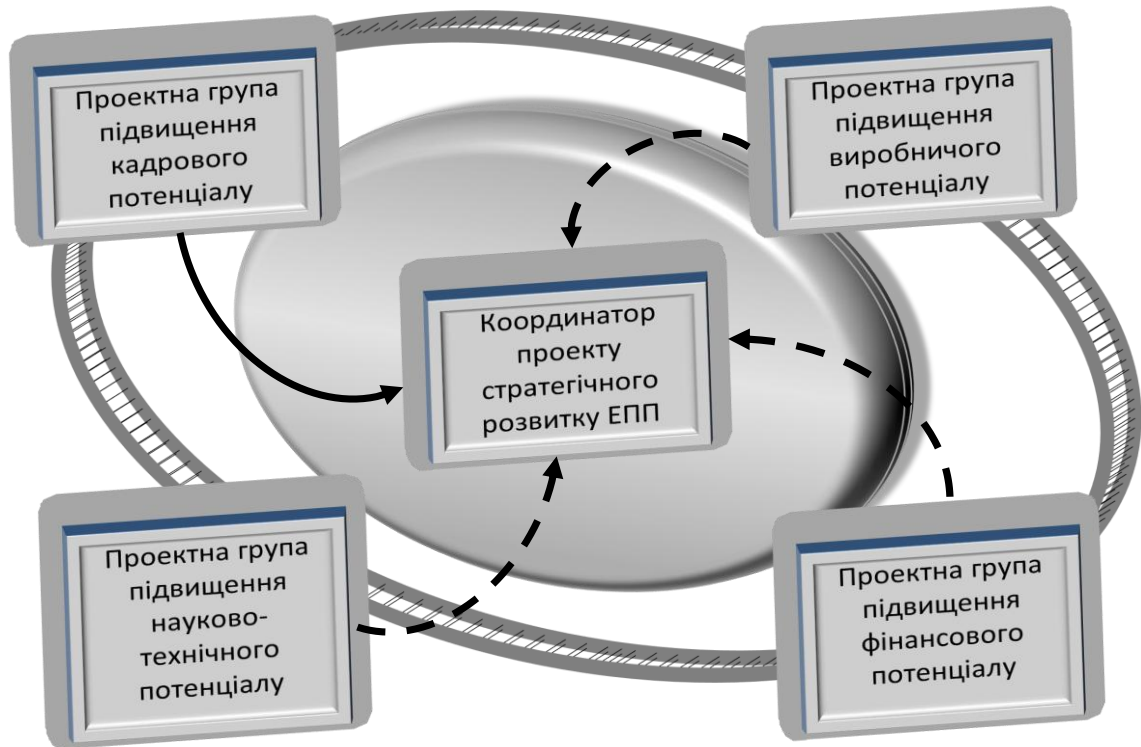 Проектна група
підвищення
кадрового
потенціалу
Проектна група
підвищення
виробничого
потенціалу
Координатор
проекту
стратегічного
розвитку ЕПП
Проектна група
підвищення
науково-
технічного
потенціалу
Проектна група
підвищення
фінансового
потенціалу